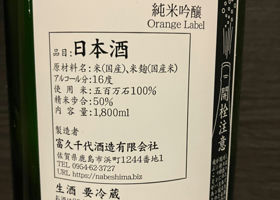 純米吟醸
Orange Label
品目:日本酒
原材料名:米(国産)、米麹(国産米)
アルコール分:16度
使用米:五百万石100%
精米歩合:50%
内容量:1,800ml
製造者
富久千代酒造有限会社
佐賀県鹿島市浜町1244番地1
TEL 0954-62-3727
URL https://nabeshima.biz
生酒 要冷蔵
開栓注意